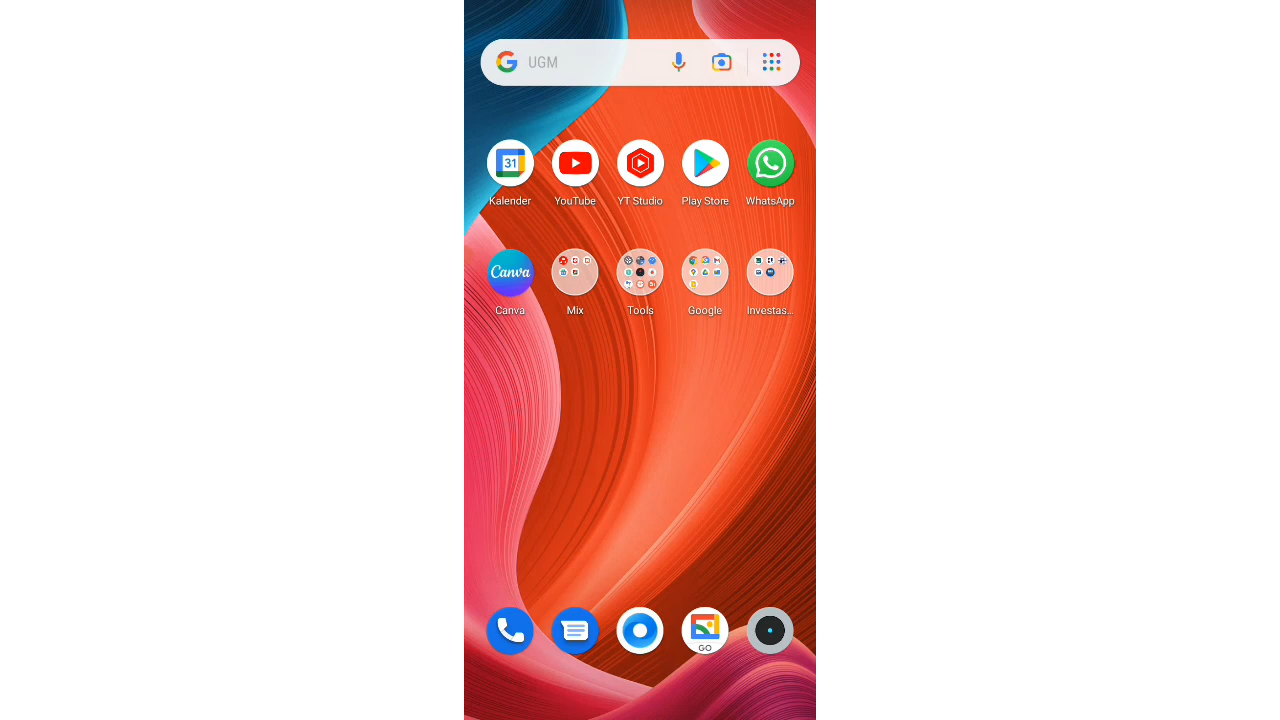 UGM
31
Kalender YouTube YT Studio Play Store WhatsApp
Canva
Canva Mix Tools Google Investas...
GO